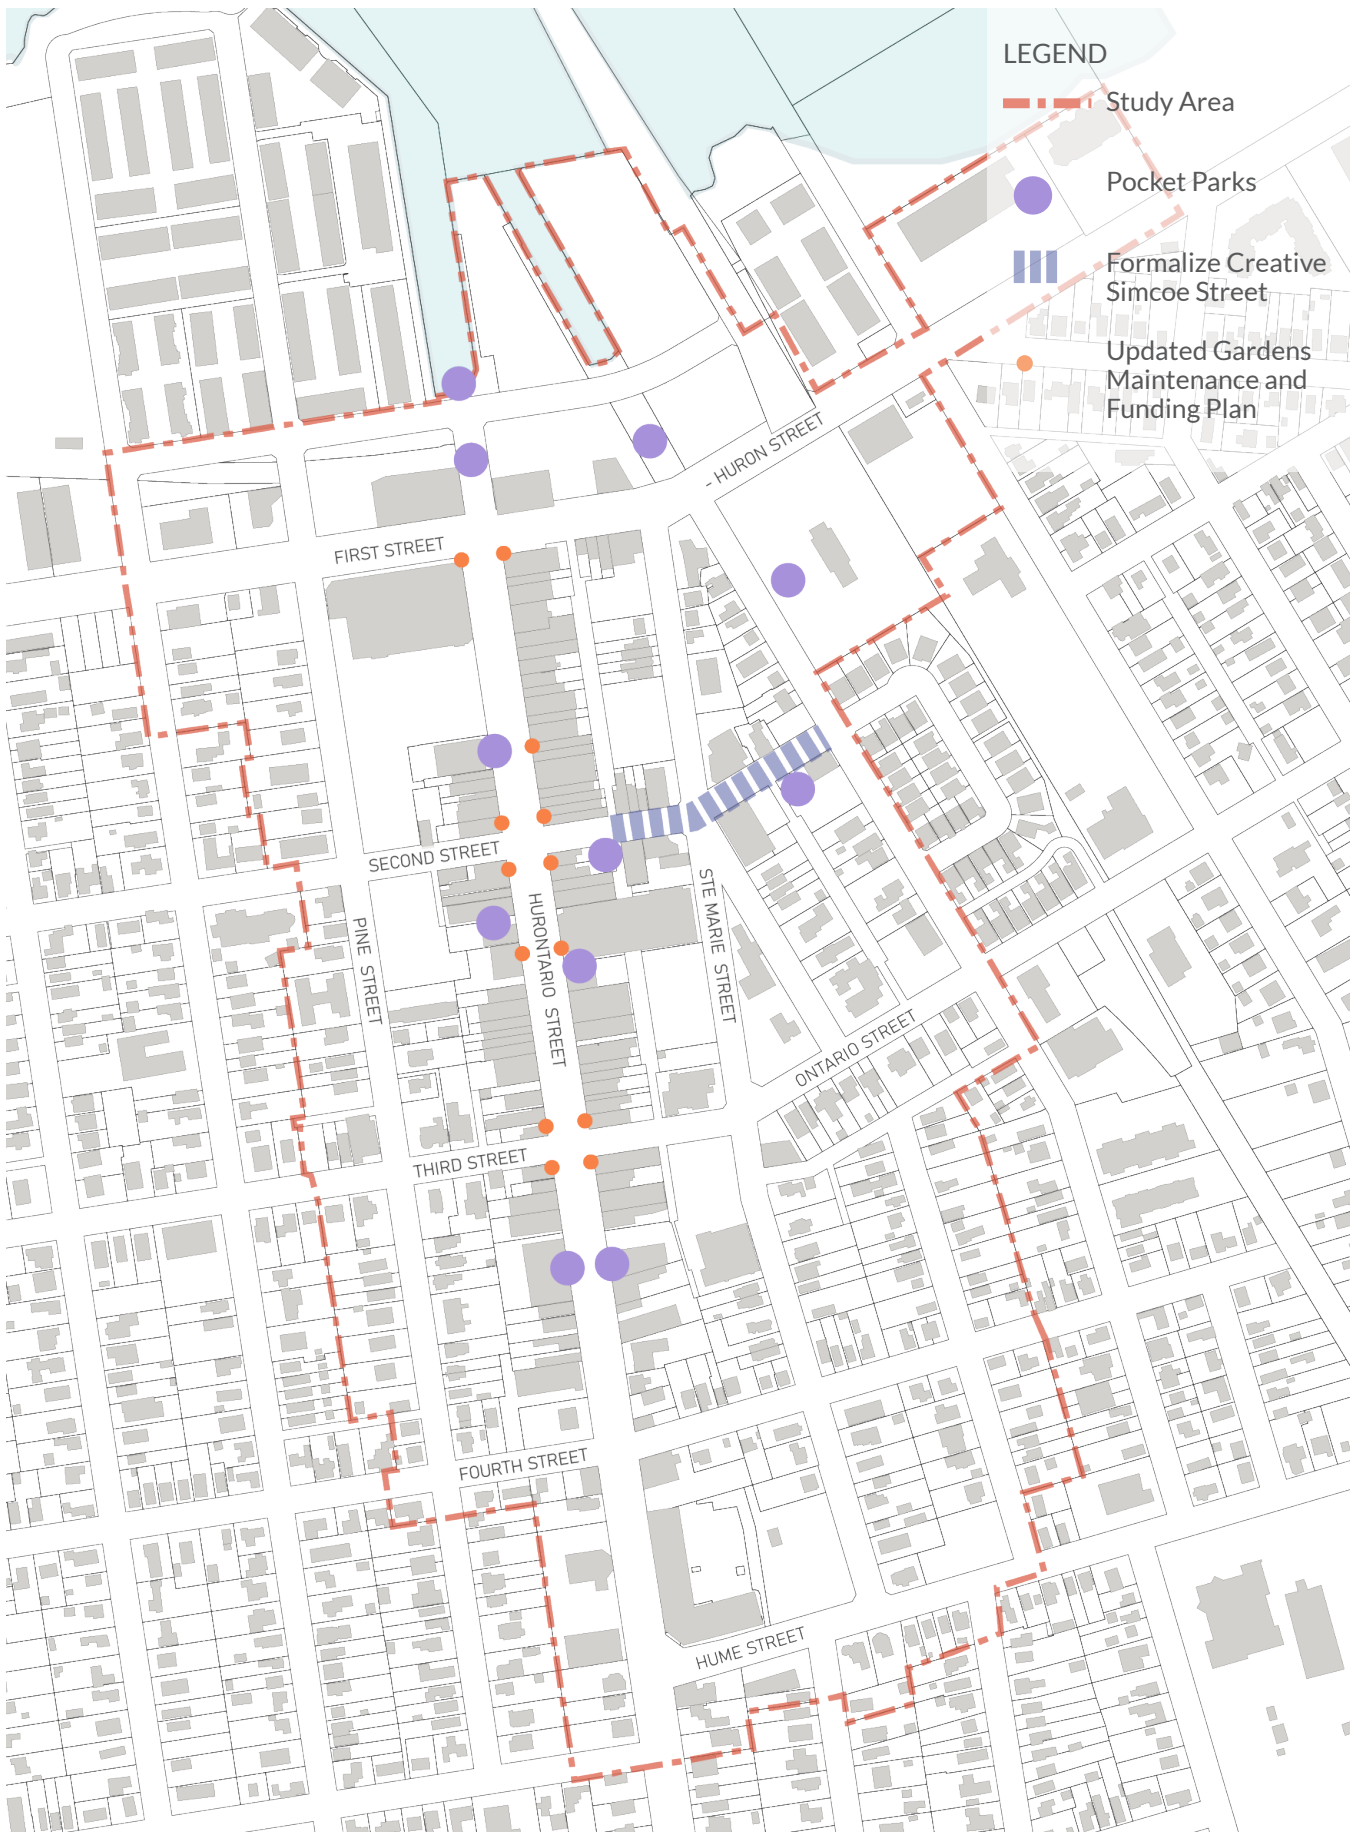 LEGEND
Study Area
Pocket Parks
Formalize Creative
Simcoe Street
Updated Gardens
Maintenance and
Funding Plan
- HURON STREET
FIRST STREET
SECOND STREET
PINE STREET
HURONTARIO STREET
STE MARIE STREET
ONTARIO STREET
THIRD STREET
FOURTH STREET
HUME STREET